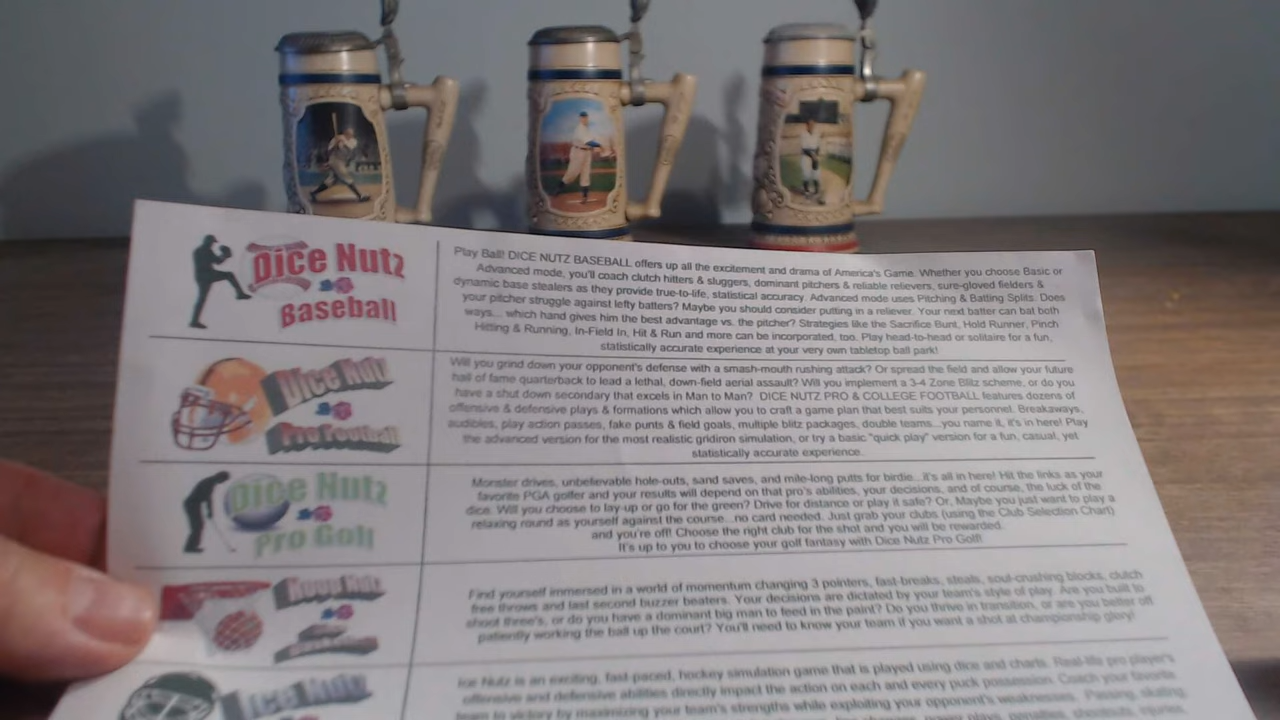 Dice Nutz
Baseball
Play Ball! DICE NUTZ BASEBALL offers up all the excitement and drama of America's Game. Whether you choose Basic or
Advanced mode, you'll coach clutch hitters & sluggers, dominant pitchers & reliable relievers, sure-gloved fielders &
dynamic base stealers as they provide true-to-life, statistical accuracy. Advanced mode uses Pitching & Batting Splits. Does
your pitcher struggle against lefty batters? Maybe you should consider putting in a reliever. Your next batter can bat both
ways... which hand gives him the best advantage vs. the pitcher? Strategies like the Sacrifice Bunt, Hold Runner, Pinch
Hitting & Running, In-Field In, Hit & Run and more can be incorporated, too. Play head-to-head or solitaire for a fun,
statistically accurate experience at your very own tabletop ball park!
Dice Nutz
Pro Football
Will you grind down your opponent's defense with a smash-mouth rushing attack? Or spread the field and allow your future
hall of fame quarterback to lead a lethal, down-field aerial assault? Will you implement a 3-4 Zone Blitz scheme, or do you
have a shut down secondary that excels in Man to Man? DICE NUTZ PRO & COLLEGE FOOTBALL features dozens of
offensive & defensive plays & formations which allow you to craft a game plan that best suits your personnel. Breakaways,
audibles, play action passes, fake punts & field goals, multiple blitz packages, double teams...you name it, it's in here! Play
the advanced version for the most realistic gridiron simulation, or try a basic "quick play" version for a fun, casual, yet
statistically accurate experience.
Dice Nutz
Pro Golf
Monster drives, unbelievable hole-outs, sand saves, and mile-long putts for birdie...it's all in here! Hit the links as your
favorite PGA golfer and your results will depend on that pro's abilities, your decisions, and of course, the luck of the
dice. Will you choose to lay-up or go for the green? Drive for distance or play it safe? Or, Maybe you just want to play a
relaxing round as yourself against the course...no card needed. Just grab your clubs (using the Club Selection Chart)
and you're off! Choose the right club for the shot and you will be rewarded.
It's up to you to choose your golf fantasy with Dice Nutz Pro Golf!
Hoops Nutz
Find yourself immersed in a world of momentum changing 3 pointers, fast-breaks, steals, soul-crushing blocks, clutch
free throws and last second buzzer beaters. Your decisions are dictated by your team's style of play. Are you built to
shoot three's, or do you have a dominant big man to feed in the paint? Do you thrive in transition, or are you better off
patiently working the ball up the court? You'll need to know your team if you want a shot at championship glory!
Ice Nutz
Ice Nutz is an exciting, fast-paced, hockey simulation game that is played using dice and charts. Real-life pro player's
offensive and defensive abilities directly impact the action on each and every puck possession. Coach your favorite
team to victory by maximizing your team's strengths while exploiting your opponent's weaknesses. Passing, skating,
power plays, penalties, shootouts, injuries,